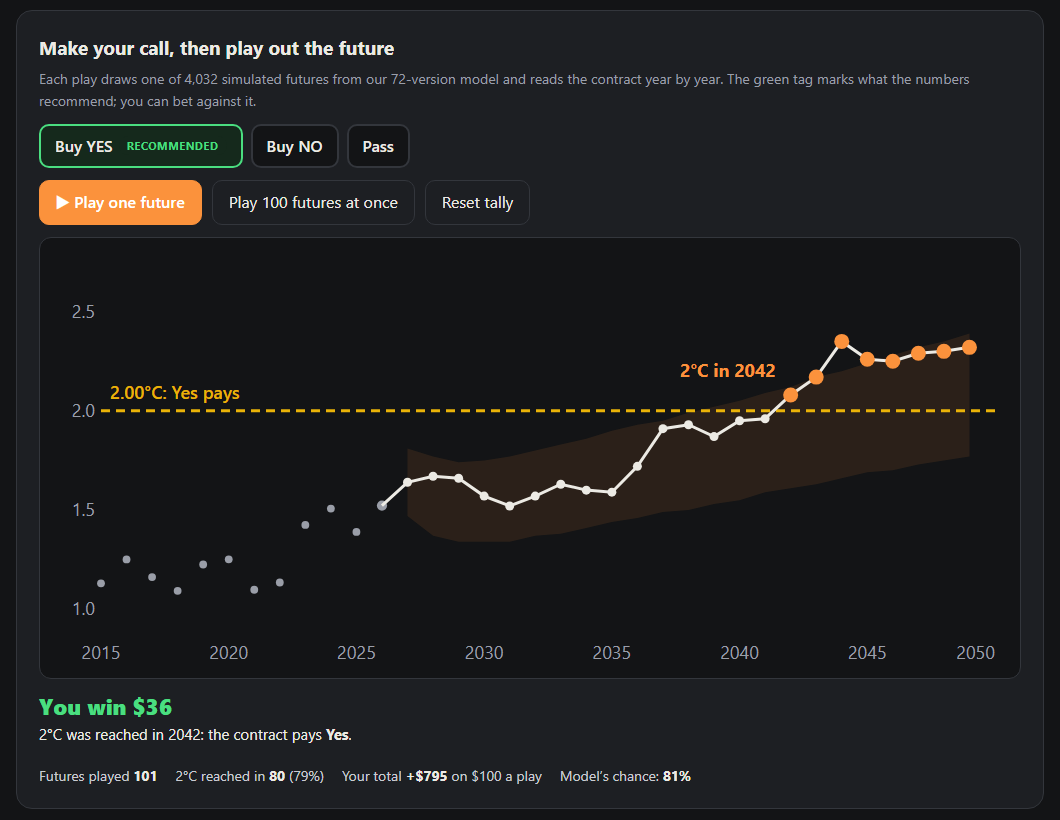 Make your call, then play out the future
Each play draws one of 4,032 simulated futures from our 72-version model and reads the contract year by year. The green tag marks what the numbers
recommend; you can bet against it.
Buy YES RECOMMENDED Buy NO Pass
▶ Play one future Play 100 futures at once Reset tally
2.5
2°C in 2042
2.00°C: Yes pays
2.0
1.5
1.0
2015 2020 2025 2030 2035 2040 2045 2050
You win $36
2°C was reached in 2042: the contract pays Yes.
Futures played 101 2°C reached in 80 (79%) Your total +$795 on $100 a play Model’s chance: 81%